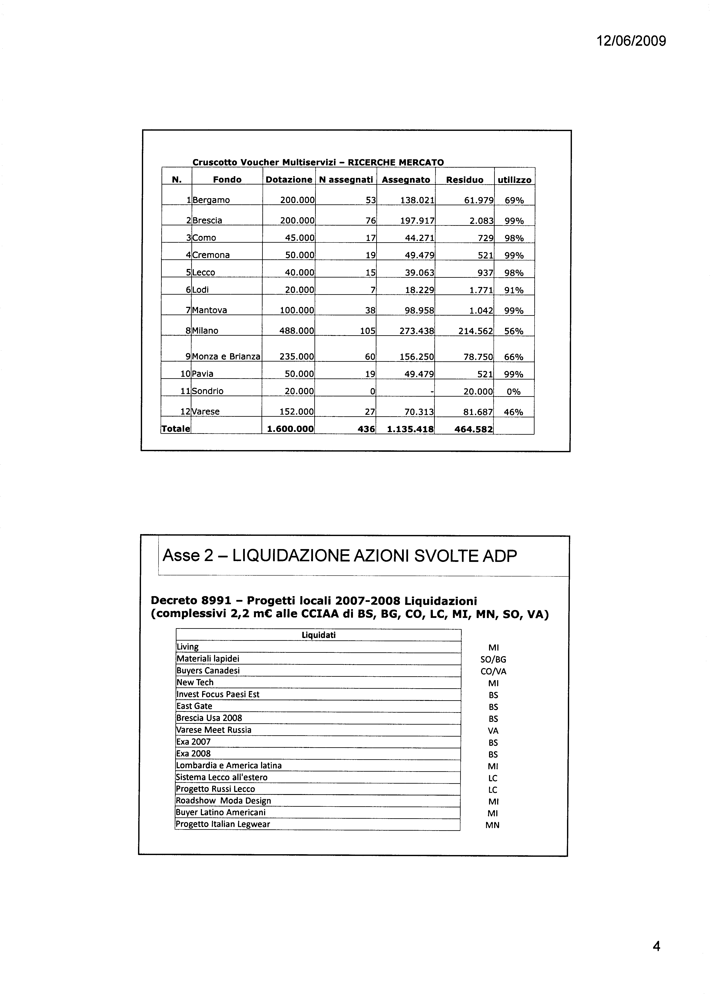 12/06/2009
Cruscotto Voucher Multiservizi – RICERCHE MERCATO
N. Fondo Dotazione N assegnati Assegnato Residuo utilizzo
1 Bergamo 200.000 53 138.021 61.979 69%
2 Brescia 200.000 76 197.917 2.083 99%
3 Como 45.000 17 44.271 729 98%
4 Cremona 50.000 19 49.479 521 99%
5 Lecco 40.000 15 39.063 937 98%
6 Lodi 20.000 7 18.229 1.771 91%
7 Mantova 100.000 38 98.958 1.042 99%
8 Milano 488.000 105 273.438 214.562 56%
9 Monza e Brianza 235.000 60 156.250 78.750 66%
10 Pavia 50.000 19 49.479 521 99%
11 Sondrio 20.000 0 - 20.000 0%
12 Varese 152.000 27 70.313 81.687 46%
Totale 1.600.000 436 1.135.418 464.582
Asse 2 – LIQUIDAZIONE AZIONI SVOLTE ADP
Decreto 8991 – Progetti locali 2007-2008 Liquidazioni
(complessivi 2,2 m€ alle CCIAA di BS, BG, CO, LC, MI, MN, SO, VA)
Liquidati
Living MI
Materiali lapidei SO/BG
Buyers Canadesi CO/VA
New Tech MI
Invest Focus Paesi Est BS
East Gate BS
Brescia Usa 2008 BS
Varese Meet Russia VA
Exa 2007 BS
Exa 2008 BS
Lombardia e America latina MI
Sistema Lecco all'estero LC
Progetto Russi Lecco LC
Roadshow Moda Design MI
Buyer Latino Americani MI
Progetto Italian Legwear MN
4